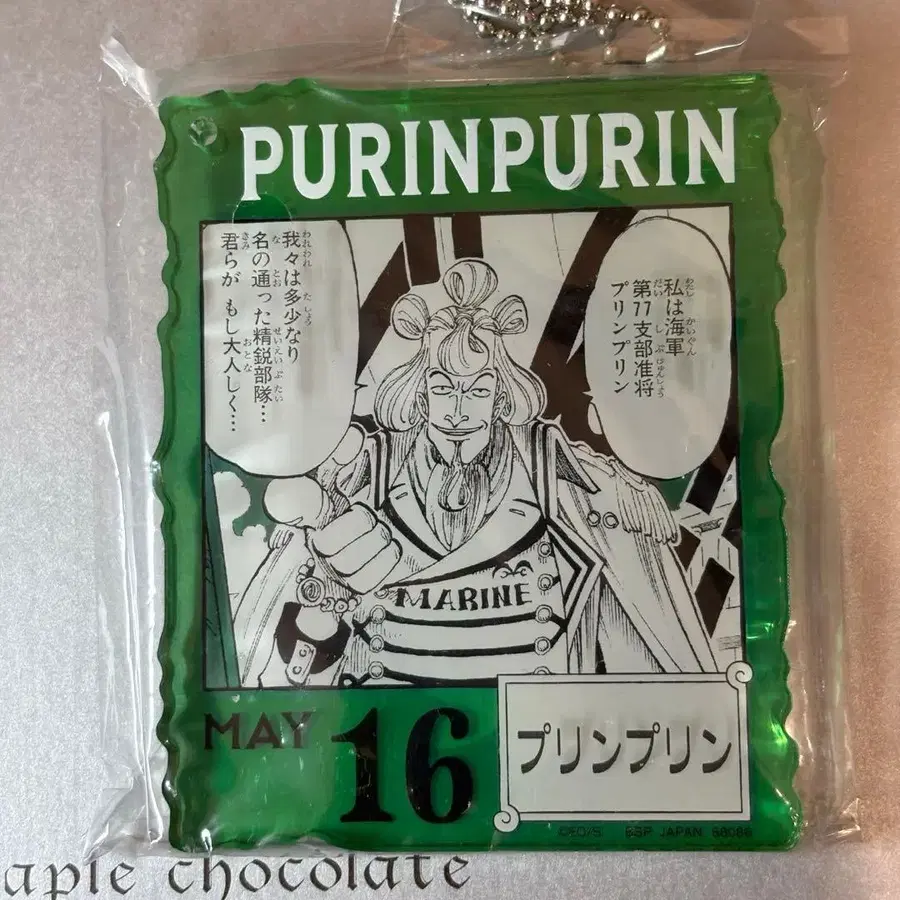 PURINPURIN
私は海軍
第77支部准将
プリンプリン
我々は多少なり
名の通った精鋭部隊…
君らが もし大人しく…
MARINE
MAY 16
プリンプリン
©EO/S ESP JAPAN 68086
aple chocolate